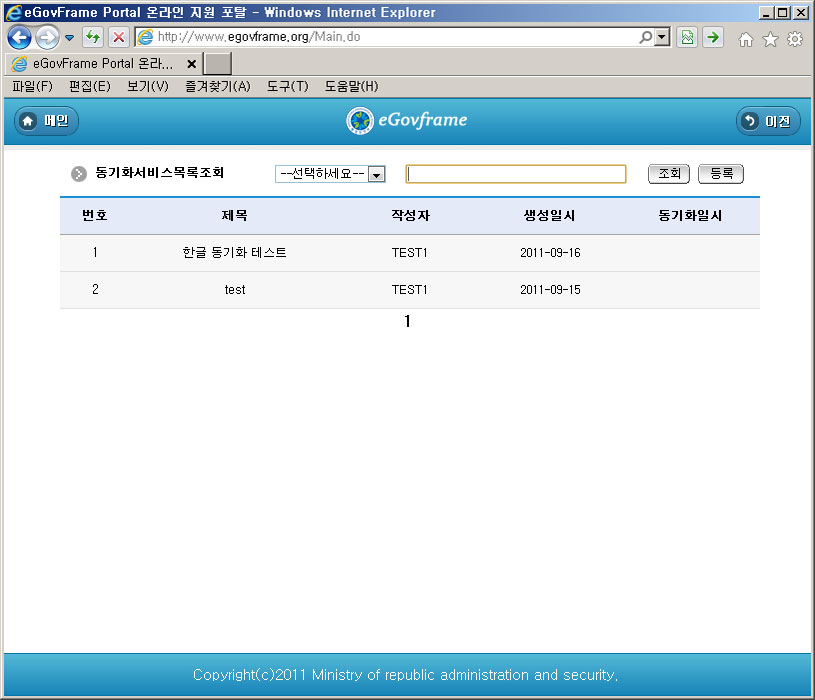 eGovFrame Portal 온라인 지원 포탈 - Windows Internet Explorer
http://www.egovframe.org/Main.do
eGovFrame Portal 온라...
파일(F) 편집(E) 보기(V) 즐겨찾기(A) 도구(T) 도움말(H)
메인 eGovframe 이전
동기화서비스목록조회 --선택하세요-- 조회 등록
번호 제목 작성자 생성일시 동기화일시
1 한글 동기화 테스트 TEST1 2011-09-16
2 test TEST1 2011-09-15
1
Copyright(c)2011 Ministry of republic administration and security.